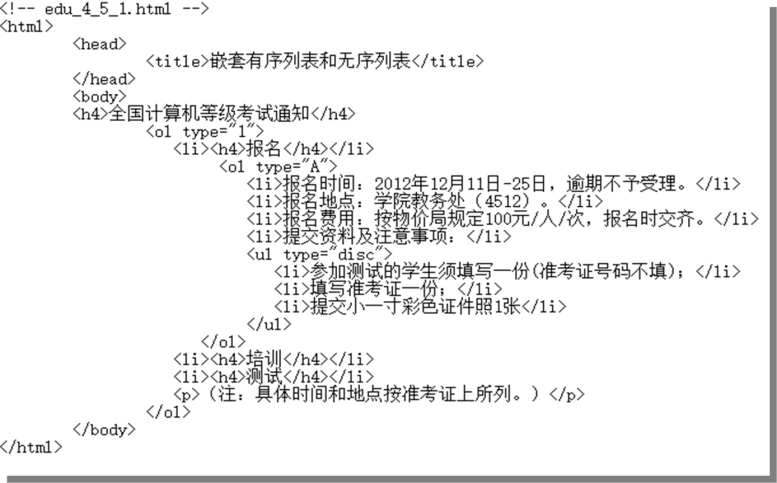 <!-- edu_4_5_1.html -->
<html>
<head>
<title>嵌套有序列表和无序列表</title>
</head>
<body>
<h4>全国计算机等级考试通知</h4>
<ol type="1">
<li><h4>报名</h4></li>
<ol type="A">
<li>报名时间：2012年12月11日-25日，逾期不予受理。</li>
<li>报名地点：学院教务处（4512）。</li>
<li>报名费用：按物价局规定100元/人/次，报名时交齐。</li>
<li>提交资料及注意事项：</li>
<ul type="disc">
<li>参加测试的学生须填写一份(准考证号码不填)；</li>
<li>填写准考证一份；</li>
<li>提交小一寸彩色证件照1张</li>
</ul>
</ol>
<li><h4>培训</h4></li>
<li><h4>测试</h4></li>
<p>（注：具体时间和地点按准考证上所列。）</p>
</ol>
</body>
</html>